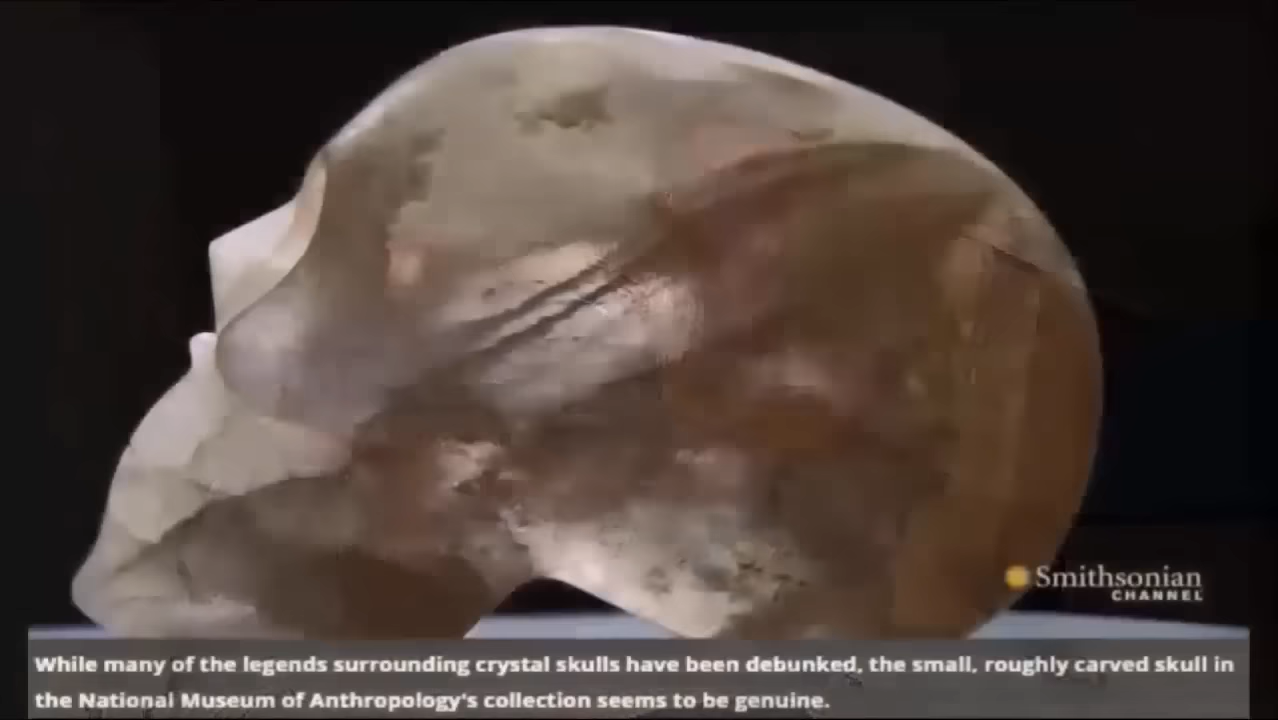 Smithsonian
CHANNEL
While many of the legends surrounding crystal skulls have been debunked, the small, roughly carved skull in
the National Museum of Anthropology's collection seems to be genuine.